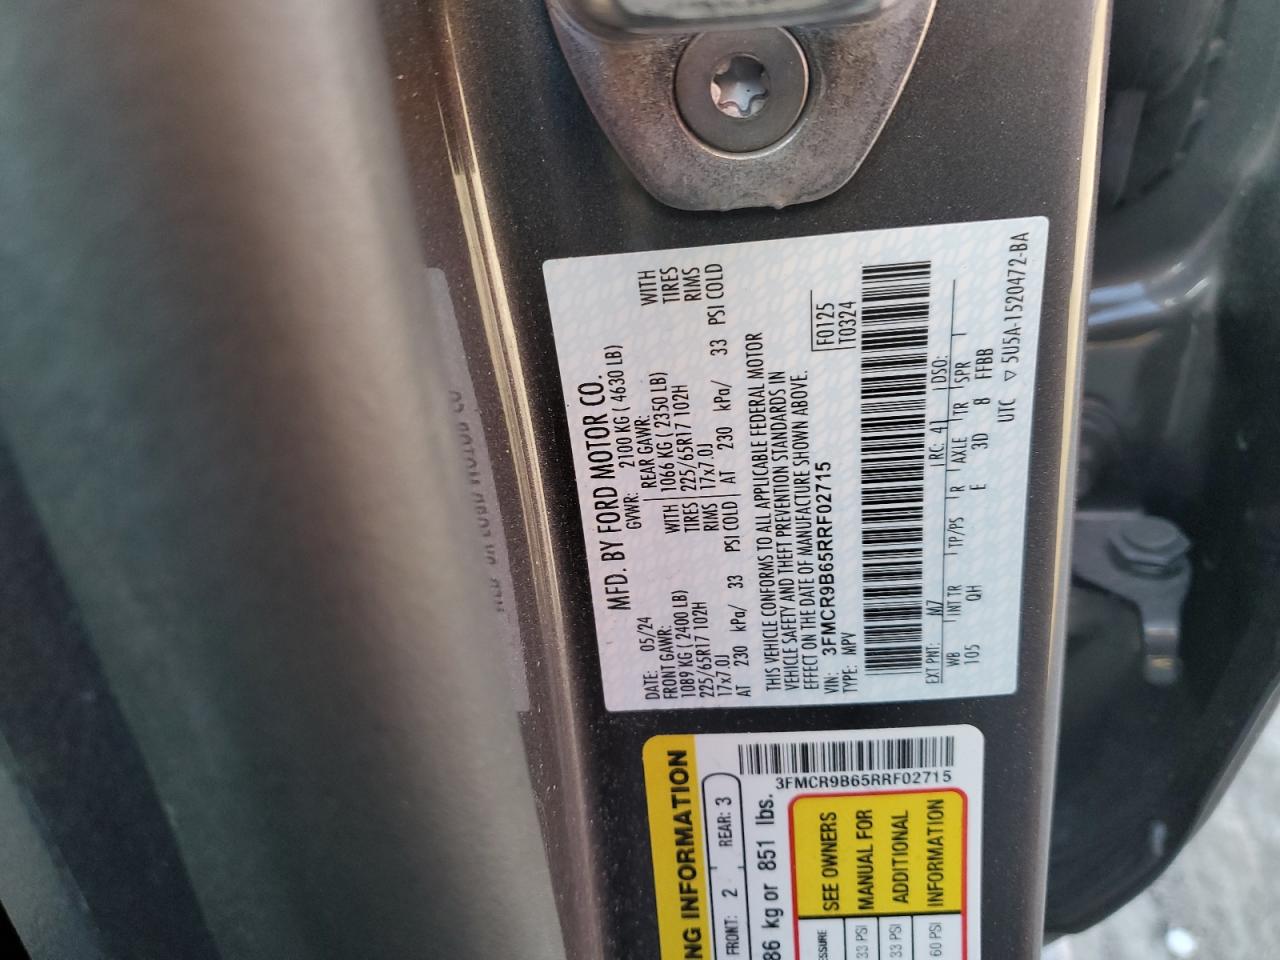 MFD. BY FORD MOTOR CO.
DATE: 05/24 GVWR: 2100 KG ( 4630 LB)
FRONT GAWR: REAR GAWR:
1089 KG ( 2400 LB) WITH 1066 KG ( 2350 LB) WITH
225/65R17 102H TIRES 225/65R17 102H TIRES
17x7.0J RIMS 17x7.0J RIMS
AT 230 kPa/ 33 PSI COLD AT 230 kPa/ 33 PSI COLD
THIS VEHICLE CONFORMS TO ALL APPLICABLE FEDERAL MOTOR
VEHICLE SAFETY AND THEFT PREVENTION STANDARDS IN
EFFECT ON THE DATE OF MANUFACTURE SHOWN ABOVE.
VIN: 3FMCR9B65RRF02715 F0125
TYPE: MPV T0324
EXT PNT: M7 RC: 41 DSO:
WB INT TR TP/PS R AXLE TR SPR
105 QH E 3D 8 FFBB
UTC ▽ 5U5A-1520472-BA
NG INFORMATION
FRONT: 2 REAR: 3
86 kg or 851 lbs.
3FMCR9B65RRF02715
SEE OWNERS
MANUAL FOR
ADDITIONAL
INFORMATION
33 PSI
33 PSI
60 PSI